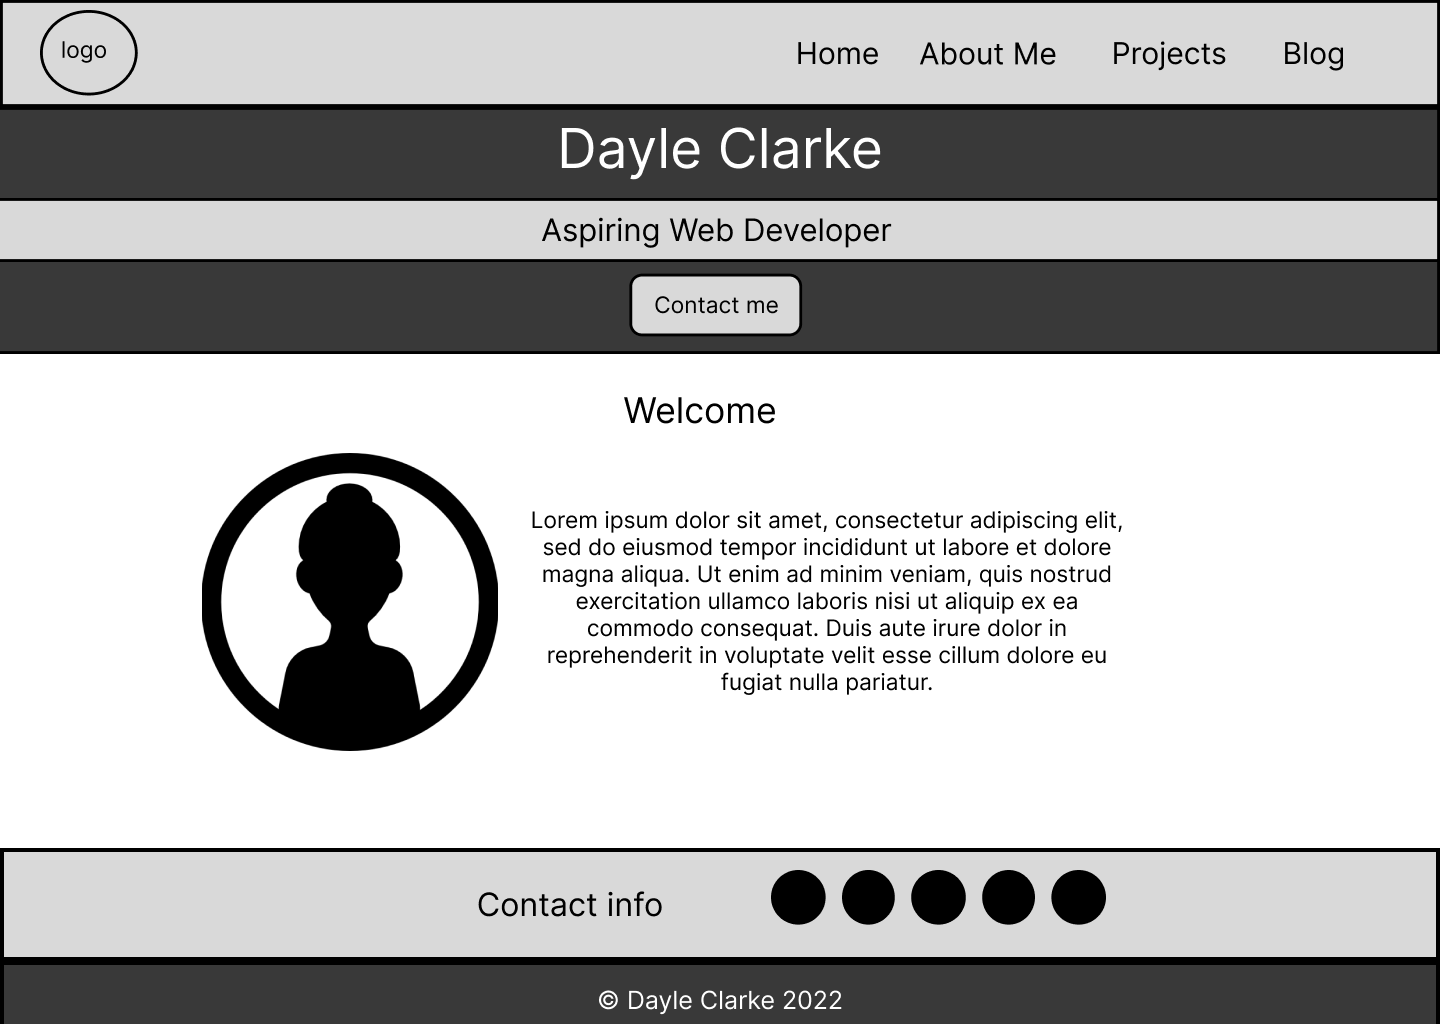 logo
Home About Me Projects Blog
Dayle Clarke
Aspiring Web Developer
Contact me
Welcome
Lorem ipsum dolor sit amet, consectetur adipiscing elit,
sed do eiusmod tempor incididunt ut labore et dolore
magna aliqua. Ut enim ad minim veniam, quis nostrud
exercitation ullamco laboris nisi ut aliquip ex ea
commodo consequat. Duis aute irure dolor in
reprehenderit in voluptate velit esse cillum dolore eu
fugiat nulla pariatur.
Contact info
© Dayle Clarke 2022